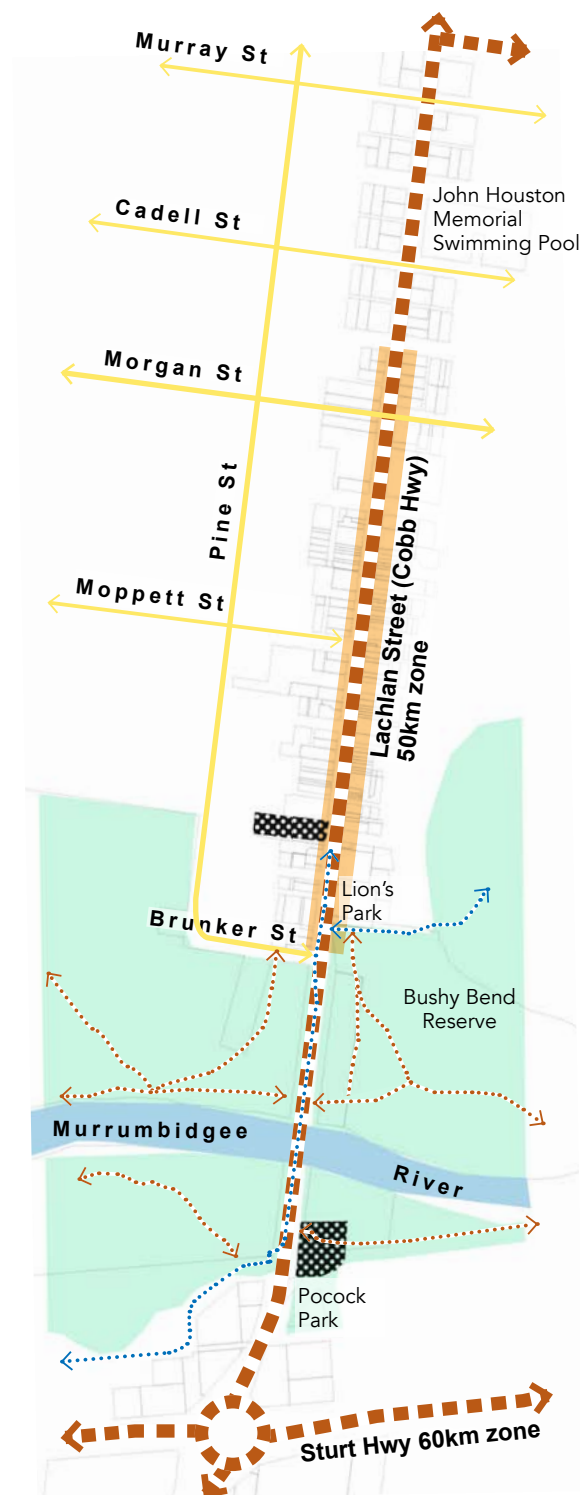 Murray St
John Houston
Memorial
Swimming Pool
Cadell St
Morgan St
Pine St
Lachlan Street (Cobb Hwy)
50km zone
Moppett St
Lion's
Park
Brunker St
Bushy Bend
Reserve
Murrumbidgee
River
Pocock
Park
Sturt Hwy 60km zone